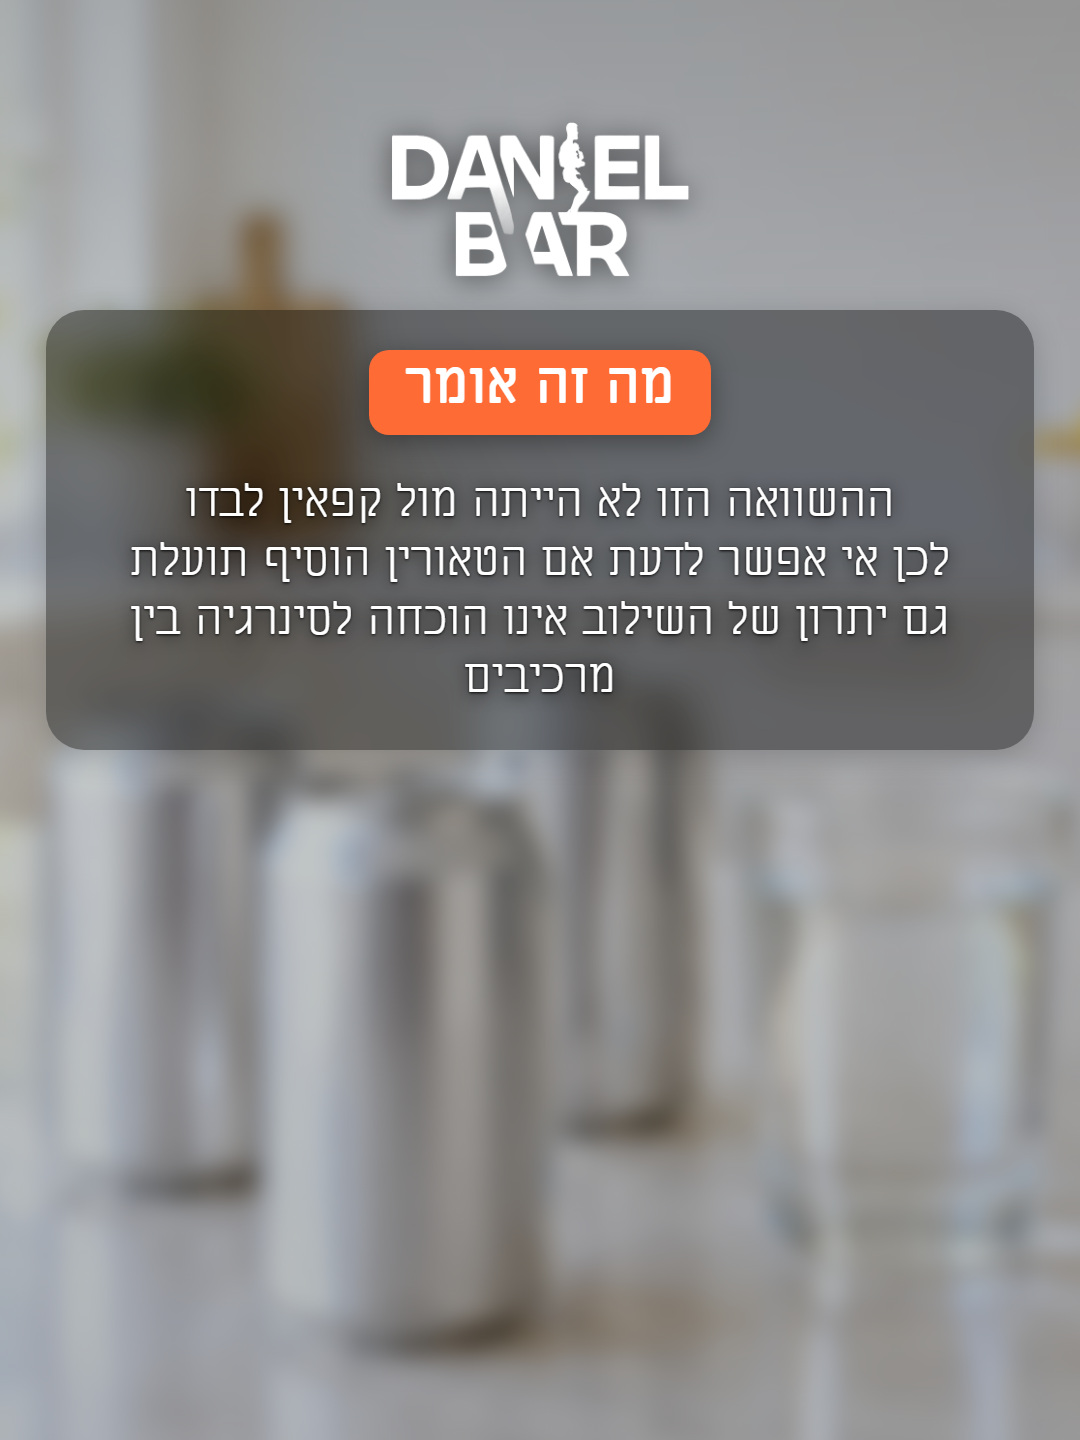 DANIEL
BAR
מה זה אומר
ההשוואה הזו לא הייתה מול קפאין לבדו
לכן אי אפשר לדעת אם הטאורין הוסיף תועלת
גם יתרון של השילוב אינו הוכחה לסינרגיה בין
מרכיבים